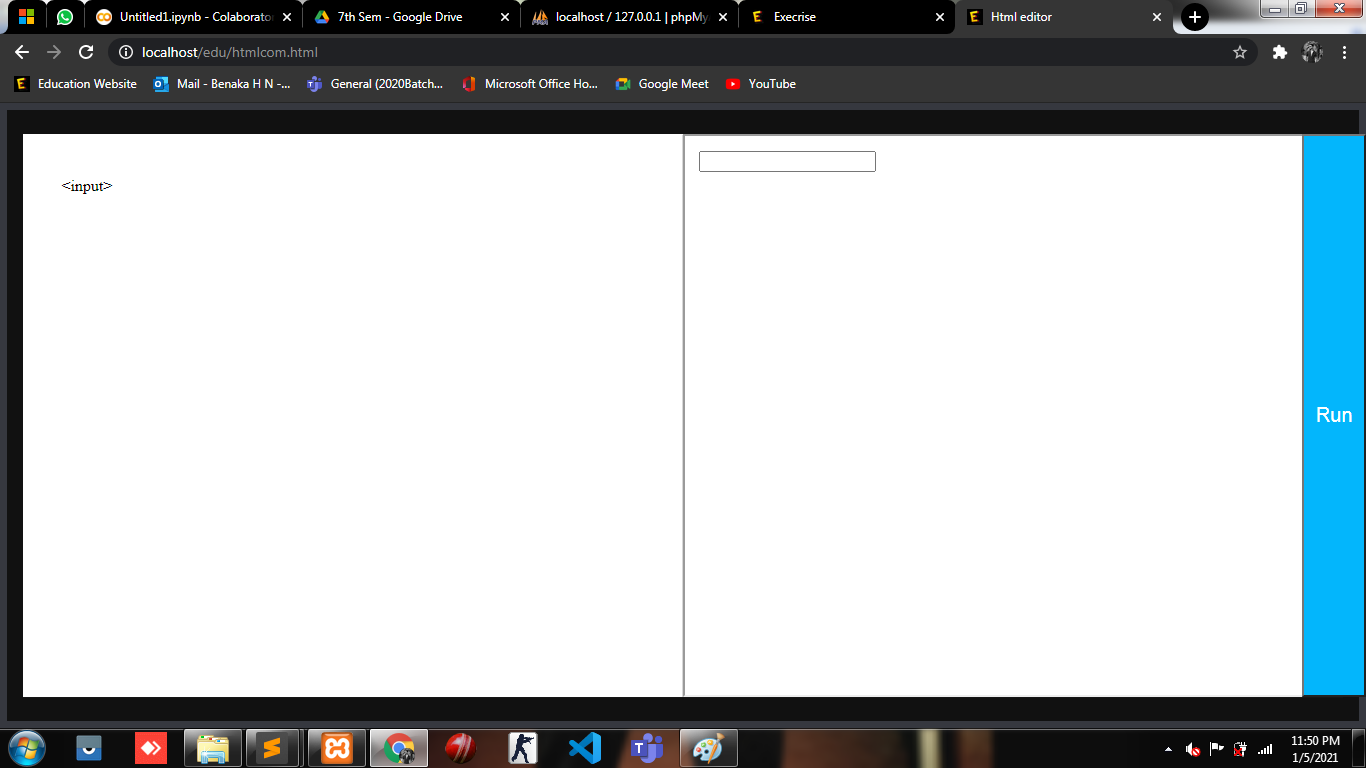 Untitled1.ipynb - Colaborato
7th Sem - Google Drive
localhost / 127.0.0.1 | phpMy
E
Execrise
E
Html editor
localhost/edu/htmlcom.html
E
Education Website
Mail - Benaka H N -...
General (2020Batch...
Microsoft Office Ho...
Google Meet
YouTube
<input>
Run
11:50 PM
1/5/2021